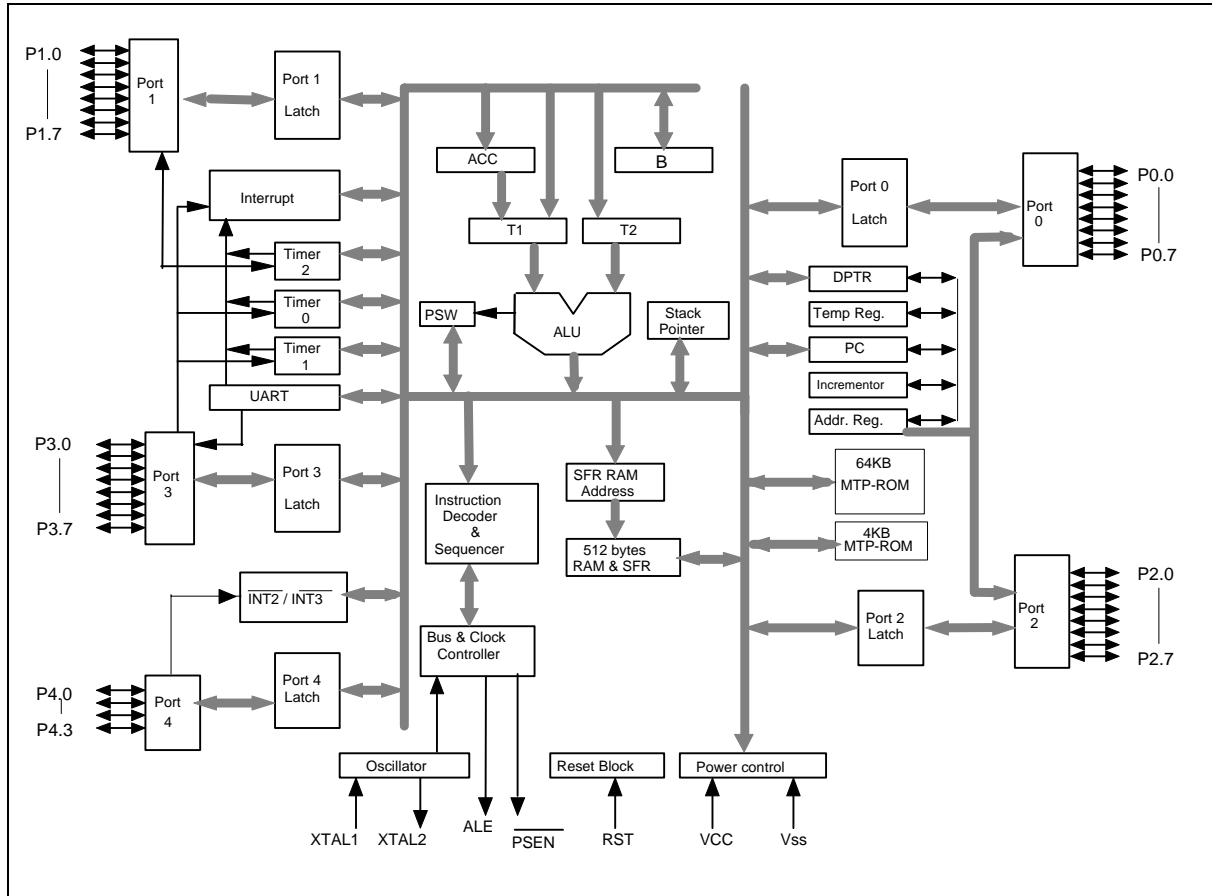 P1.0
P1.7
Port
1
Port 1
Latch
ACC
B
Interrupt
T1
T2
Port 0
Latch
Port
0
P0.0
P0.7
Timer
2
Timer
0
Timer
1
UART
PSW
ALU
Stack
Pointer
DPTR
Temp Reg.
PC
Incrementor
Addr. Reg.
P3.0
P3.7
Port
3
Port 3
Latch
Instruction
Decoder
&
Sequencer
SFR RAM
Address
512 bytes
RAM & SFR
64KB
MTP-ROM
4KB
MTP-ROM
INT2 / INT3
Bus & Clock
Controller
Port 2
Latch
Port
2
P2.0
P2.7
P4.0
P4.3
Port
4
Port 4
Latch
Oscillator
Reset Block
Power control
XTAL1
XTAL2
ALE
PSEN
RST
VCC
Vss